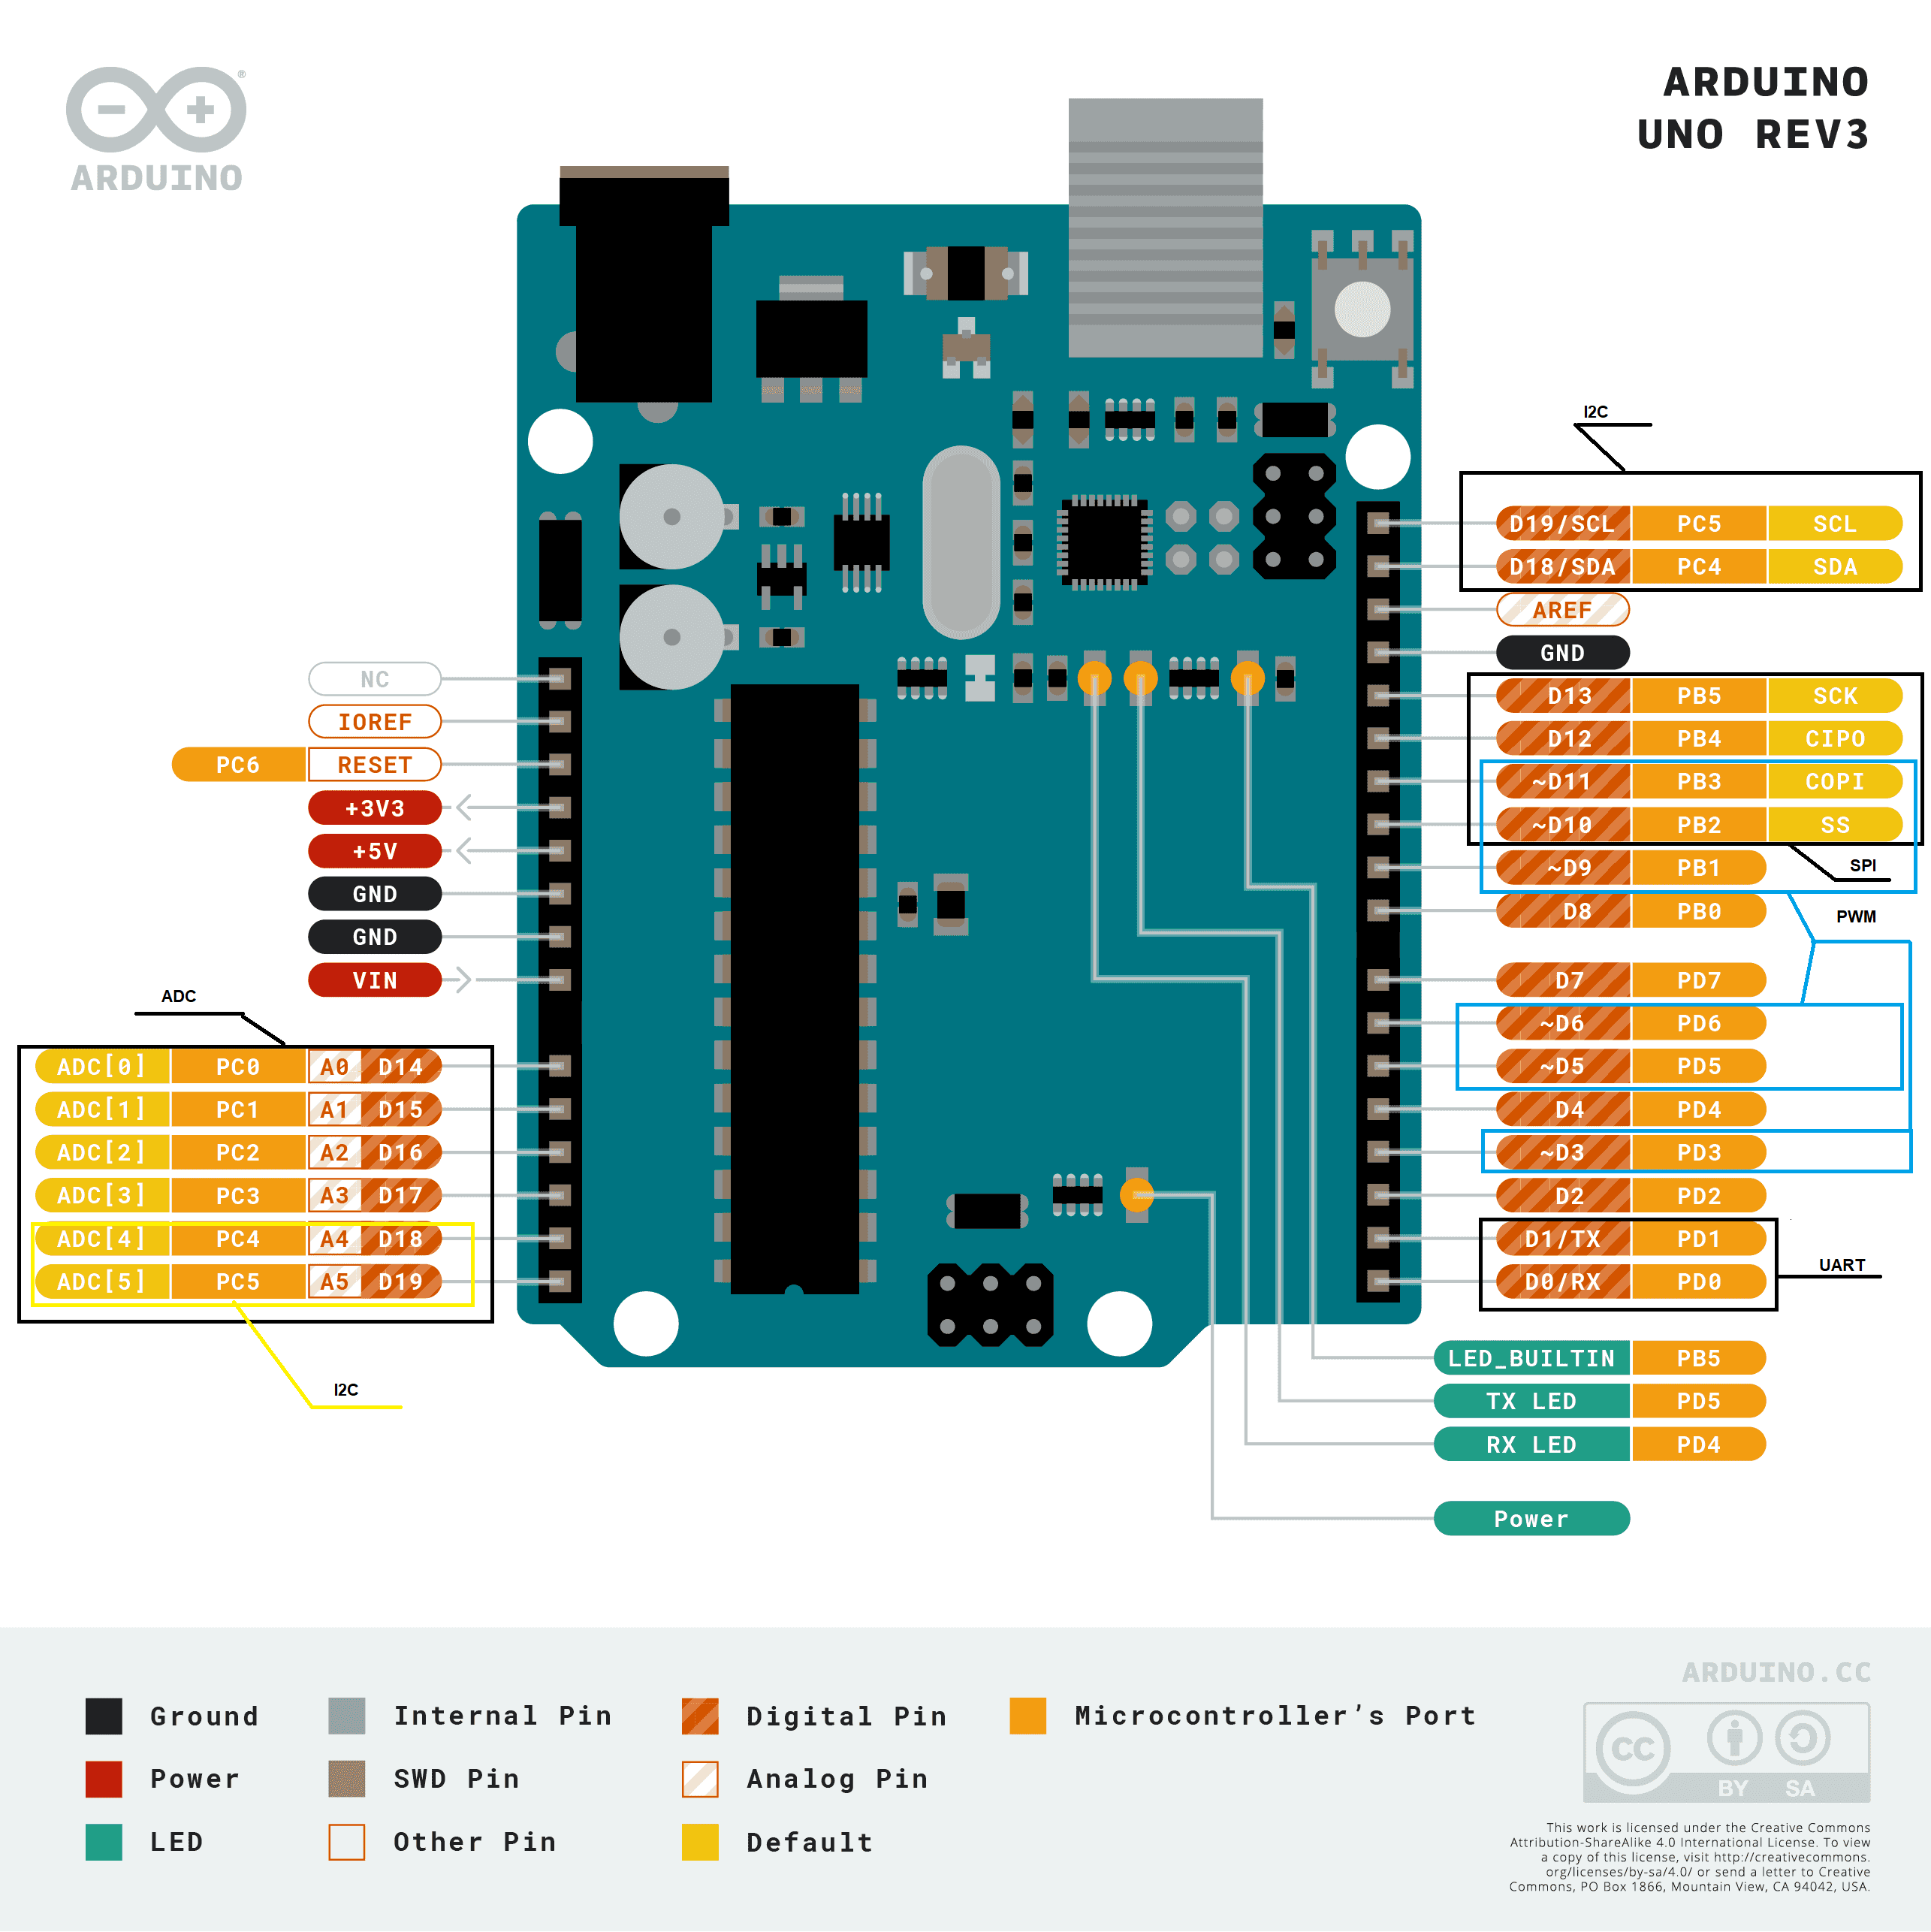 ARDUINO
UNO REV3
®
ARDUINO
I2C
D19/SCL PC5 SCL
D18/SDA PC4 SDA
AREF
GND
D13 PB5 SCK
D12 PB4 CIPO
~D11 PB3 COPI
~D10 PB2 SS
~D9 PB1
SPI
D8 PB0
PWM
D7 PD7
~D6 PD6
~D5 PD5
D4 PD4
~D3 PD3
D2 PD2
D1/TX PD1
D0/RX PD0
UART
NC
IOREF
PC6 RESET
+3V3
+5V
GND
GND
VIN
ADC
ADC[0] PC0 A0 D14
ADC[1] PC1 A1 D15
ADC[2] PC2 A2 D16
ADC[3] PC3 A3 D17
ADC[4] PC4 A4 D18
ADC[5] PC5 A5 D19
I2C
LED_BUILTIN PB5
TX LED PD5
RX LED PD4
Power
Ground
Power
LED
Internal Pin
SWD Pin
Other Pin
Digital Pin
Analog Pin
Default
Microcontroller’s Port
ARDUINO.CC
CC
BY SA
This work is licensed under the Creative Commons
Attribution-ShareAlike 4.0 International License. To view
a copy of this license, visit http://creativecommons.
org/licenses/by-sa/4.0/ or send a letter to Creative
Commons, PO Box 1866, Mountain View, CA 94042, USA.